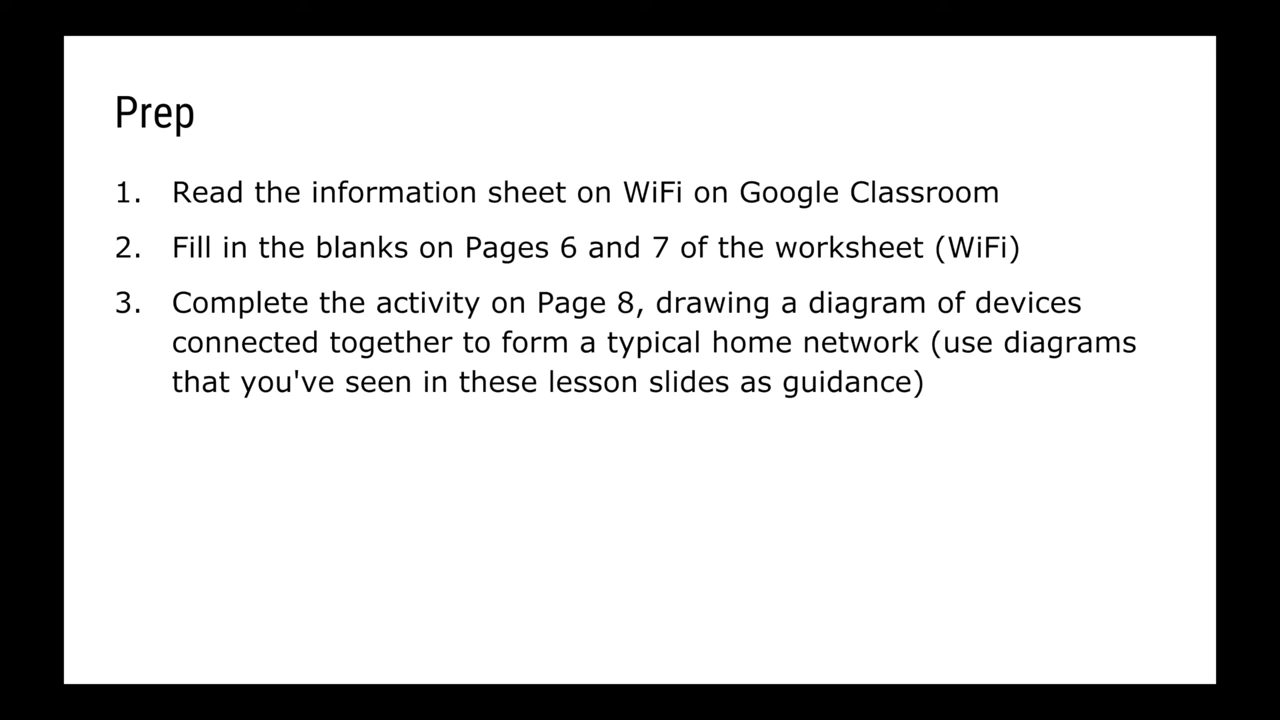 Prep
1. Read the information sheet on WiFi on Google Classroom
2. Fill in the blanks on Pages 6 and 7 of the worksheet (WiFi)
3. Complete the activity on Page 8, drawing a diagram of devices
connected together to form a typical home network (use diagrams
that you've seen in these lesson slides as guidance)